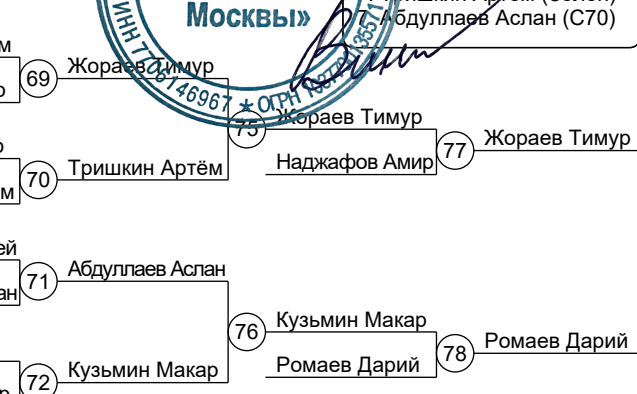 Москвы»
7. Абдуллаев Аслан (С70)
69
Жораев Тимур
75
Жораев Тимур
77
Жораев Тимур
Наджафов Амир
70
Тришкин Артём
71
Абдуллаев Аслан
76
Кузьмин Макар
78
Ромаев Дарий
Ромаев Дарий
72
Кузьмин Макар